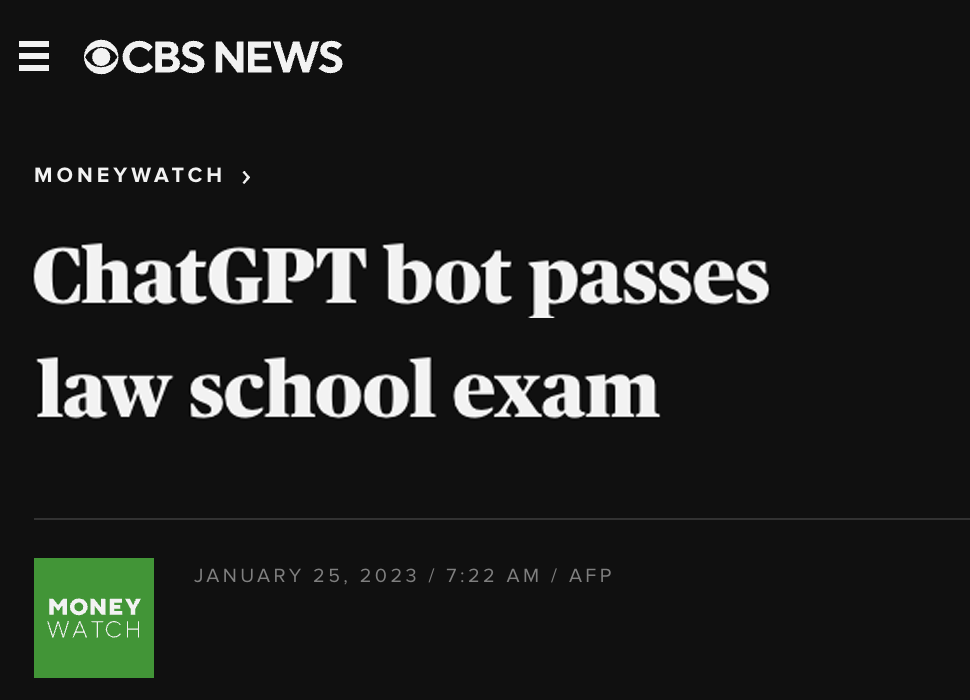 CBS NEWS
MONEYWATCH >
ChatGPT bot passes
law school exam
JANUARY 25, 2023 / 7:22 AM / AFP
MONEY
WATCH